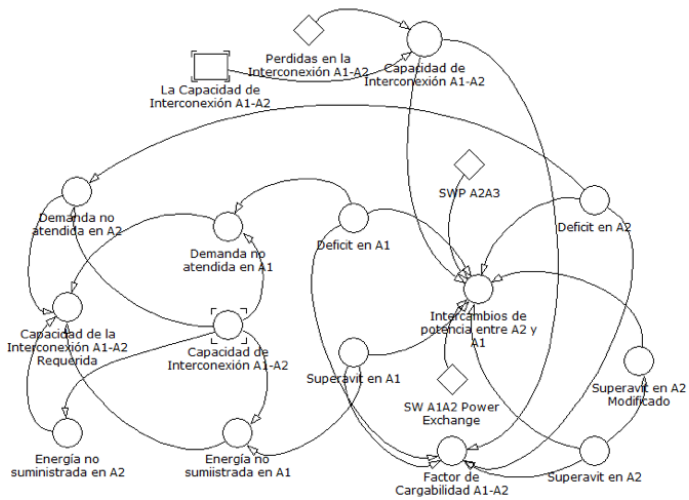 Perdidas en la
Interconexión A1-A2
Capacidad de
Interconexión A1-A2
La Capacidad de
Interconexión A1-A2
SWP A2A3
Demanda no
atendida en A2
Demanda no
atendida en A1
Deficit en A1
Deficit en A2
Capacidad de la
Interconexión A1-A2
Requerida
Capacidad de
Interconexión A1-A2
Intercambios de
potencia entre A2 y
A1
Superavit en A1
Superavit en A2
Modificado
SW A1A2 Power
Exchange
Energía no
suministrada en A2
Energía no
sumiistrada en A1
Factor de
Cargabilidad A1-A2
Superavit en A2